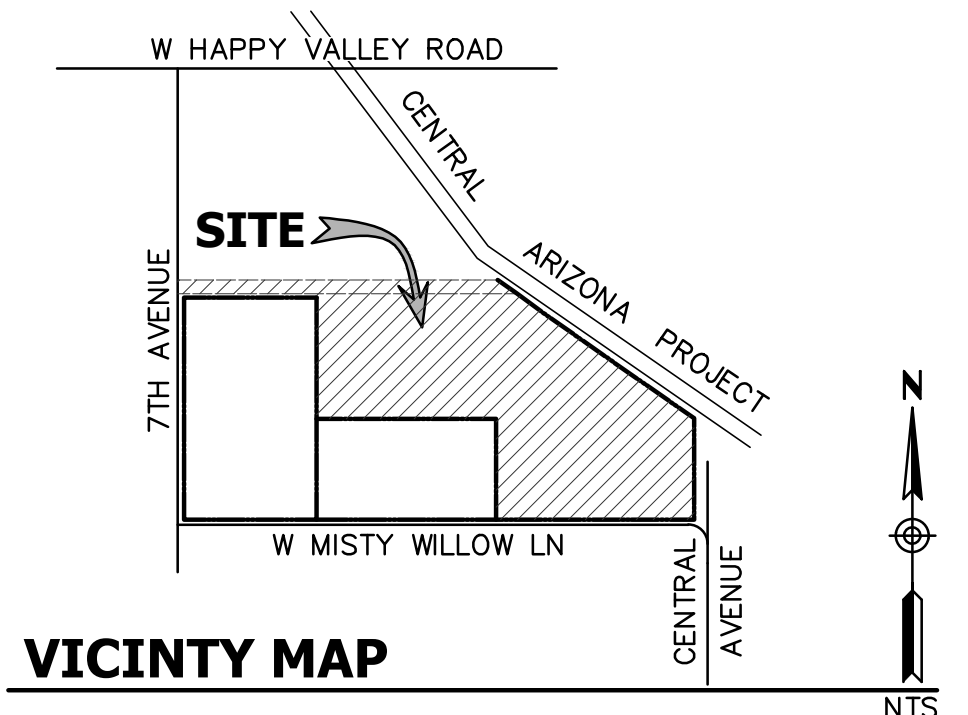 W HAPPY VALLEY ROAD
CENTRAL
SITE
ARIZONA
PROJECT
7TH AVENUE
N
W MISTY WILLOW LN
CENTRAL
AVENUE
VICINTY MAP
NTS